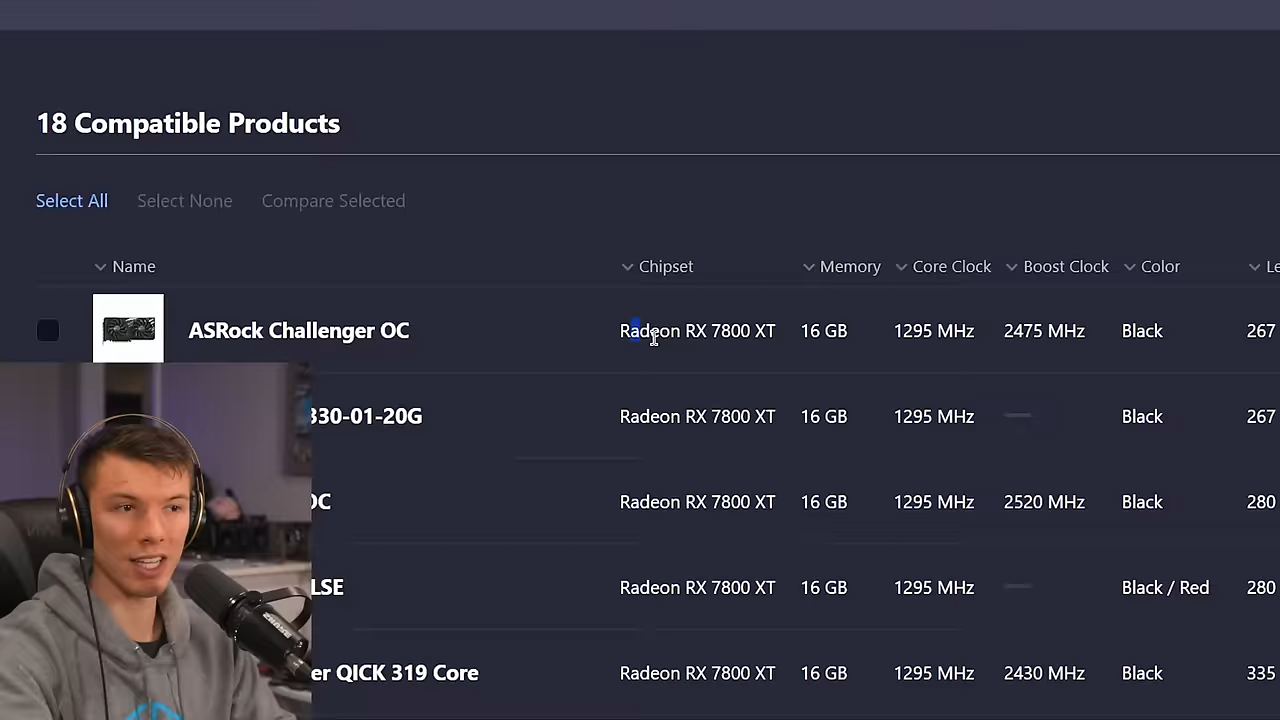 18 Compatible Products
Select All Select None Compare Selected
Name Chipset Memory Core Clock Boost Clock Color Le
ASRock Challenger OC Radeon RX 7800 XT 16 GB 1295 MHz 2475 MHz Black 267
330-01-20G Radeon RX 7800 XT 16 GB 1295 MHz — Black 267
OC Radeon RX 7800 XT 16 GB 1295 MHz 2520 MHz Black 280
LSE Radeon RX 7800 XT 16 GB 1295 MHz — Black / Red 280
er QICK 319 Core Radeon RX 7800 XT 16 GB 1295 MHz 2430 MHz Black 335